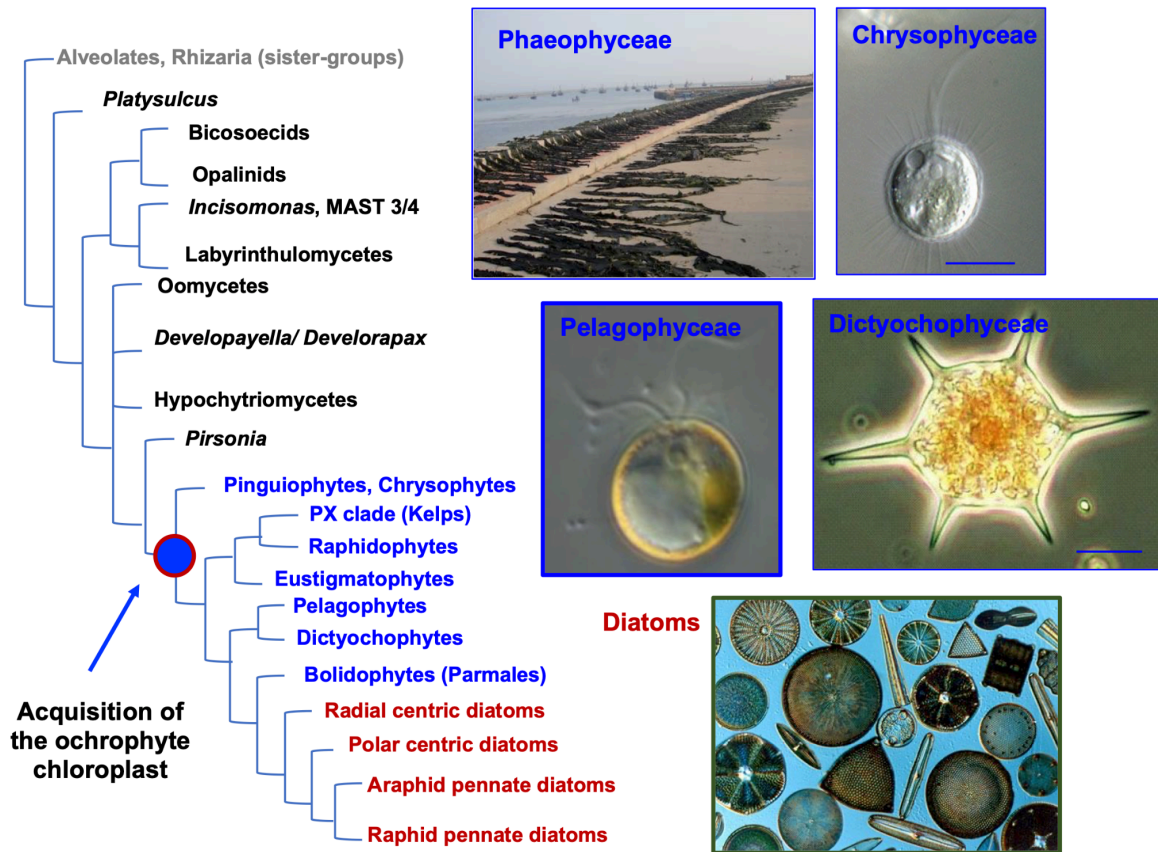 Alveolates, Rhizaria (sister-groups)
Platysulcus
Bicosoecids
Opalinids
Incisomonas, MAST 3/4
Labyrinthulomycetes
Oomycetes
Developayella/ Develorapax
Hypochytriomycetes
Pirsonia
Pinguiophytes, Chrysophytes
PX clade (Kelps)
Raphidophytes
Eustigmatophytes
Pelagophytes
Dictyochophytes
Bolidophytes (Parmales)
Radial centric diatoms
Polar centric diatoms
Araphid pennate diatoms
Raphid pennate diatoms
Acquisition of
the ochrophyte
chloroplast
Phaeophyceae
Chrysophyceae
Pelagophyceae
Dictyochophyceae
Diatoms